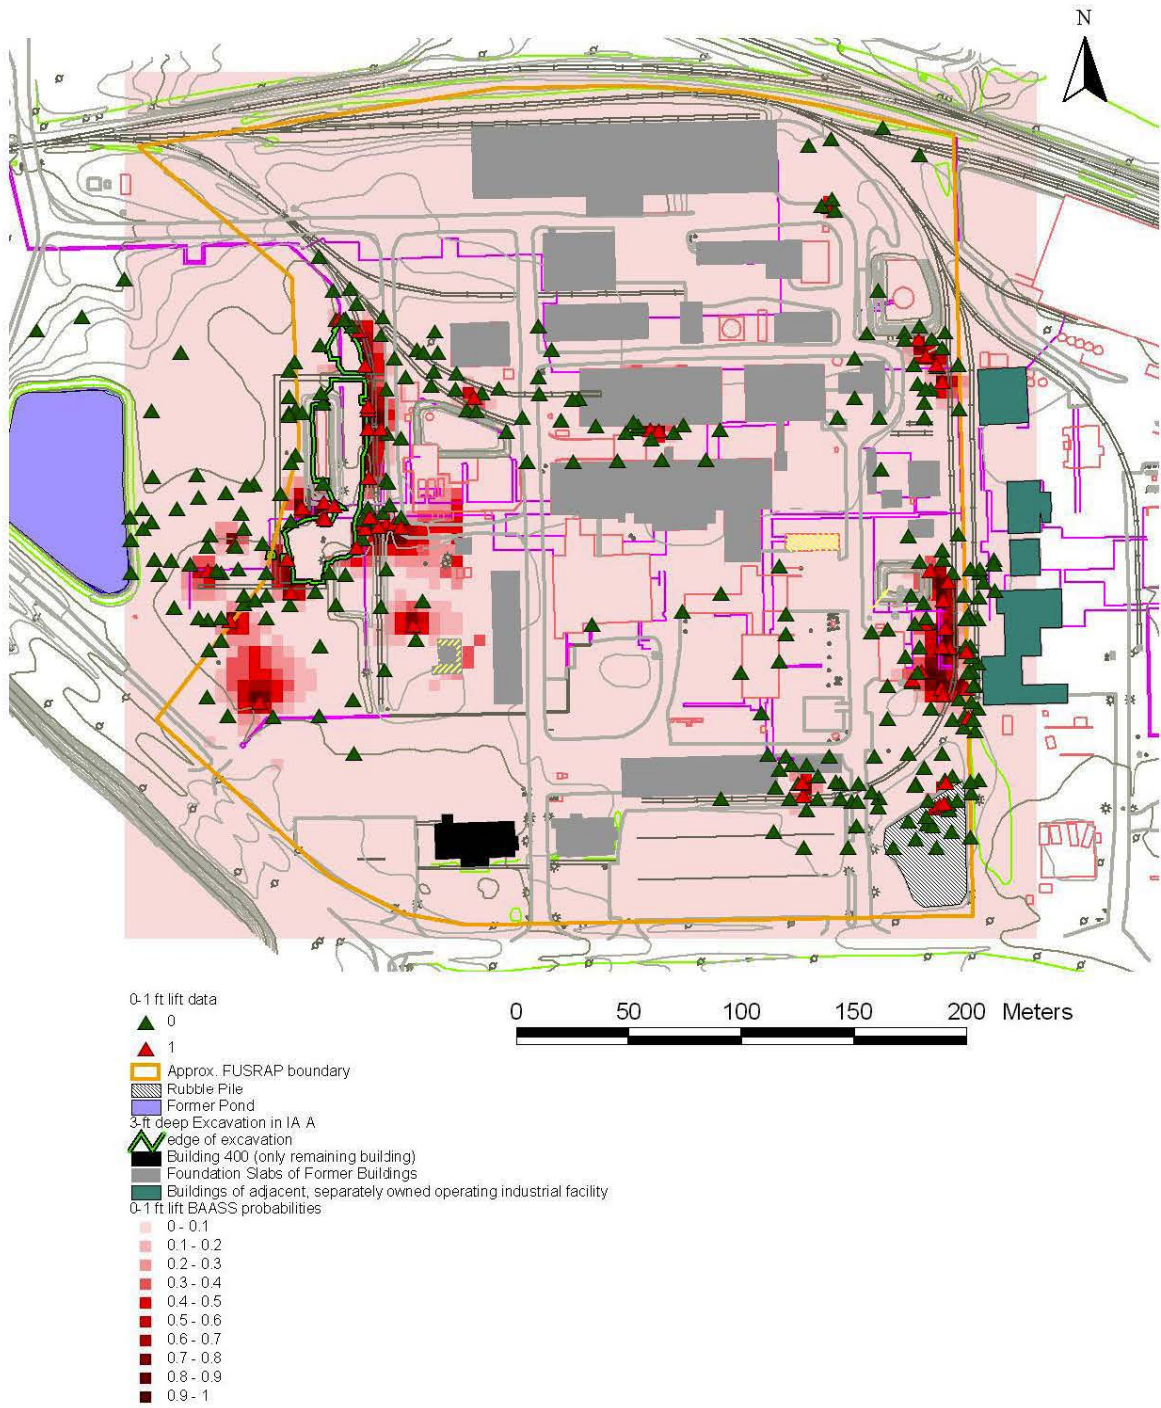 N
0-1 ft lift data
0
1
Approx. FUSRAP boundary
Rubble Pile
Former Pond
3-ft deep Excavation in IA A
edge of excavation
Building 400 (only remaining building)
Foundation Slabs of Former Buildings
Buildings of adjacent, separately owned operating industrial facility
0-1 ft lift BAASS probabilities
0 - 0.1
0.1 - 0.2
0.2 - 0.3
0.3 - 0.4
0.4 - 0.5
0.5 - 0.6
0.6 - 0.7
0.7 - 0.8
0.8 - 0.9
0.9 - 1
0 50 100 150 200 Meters